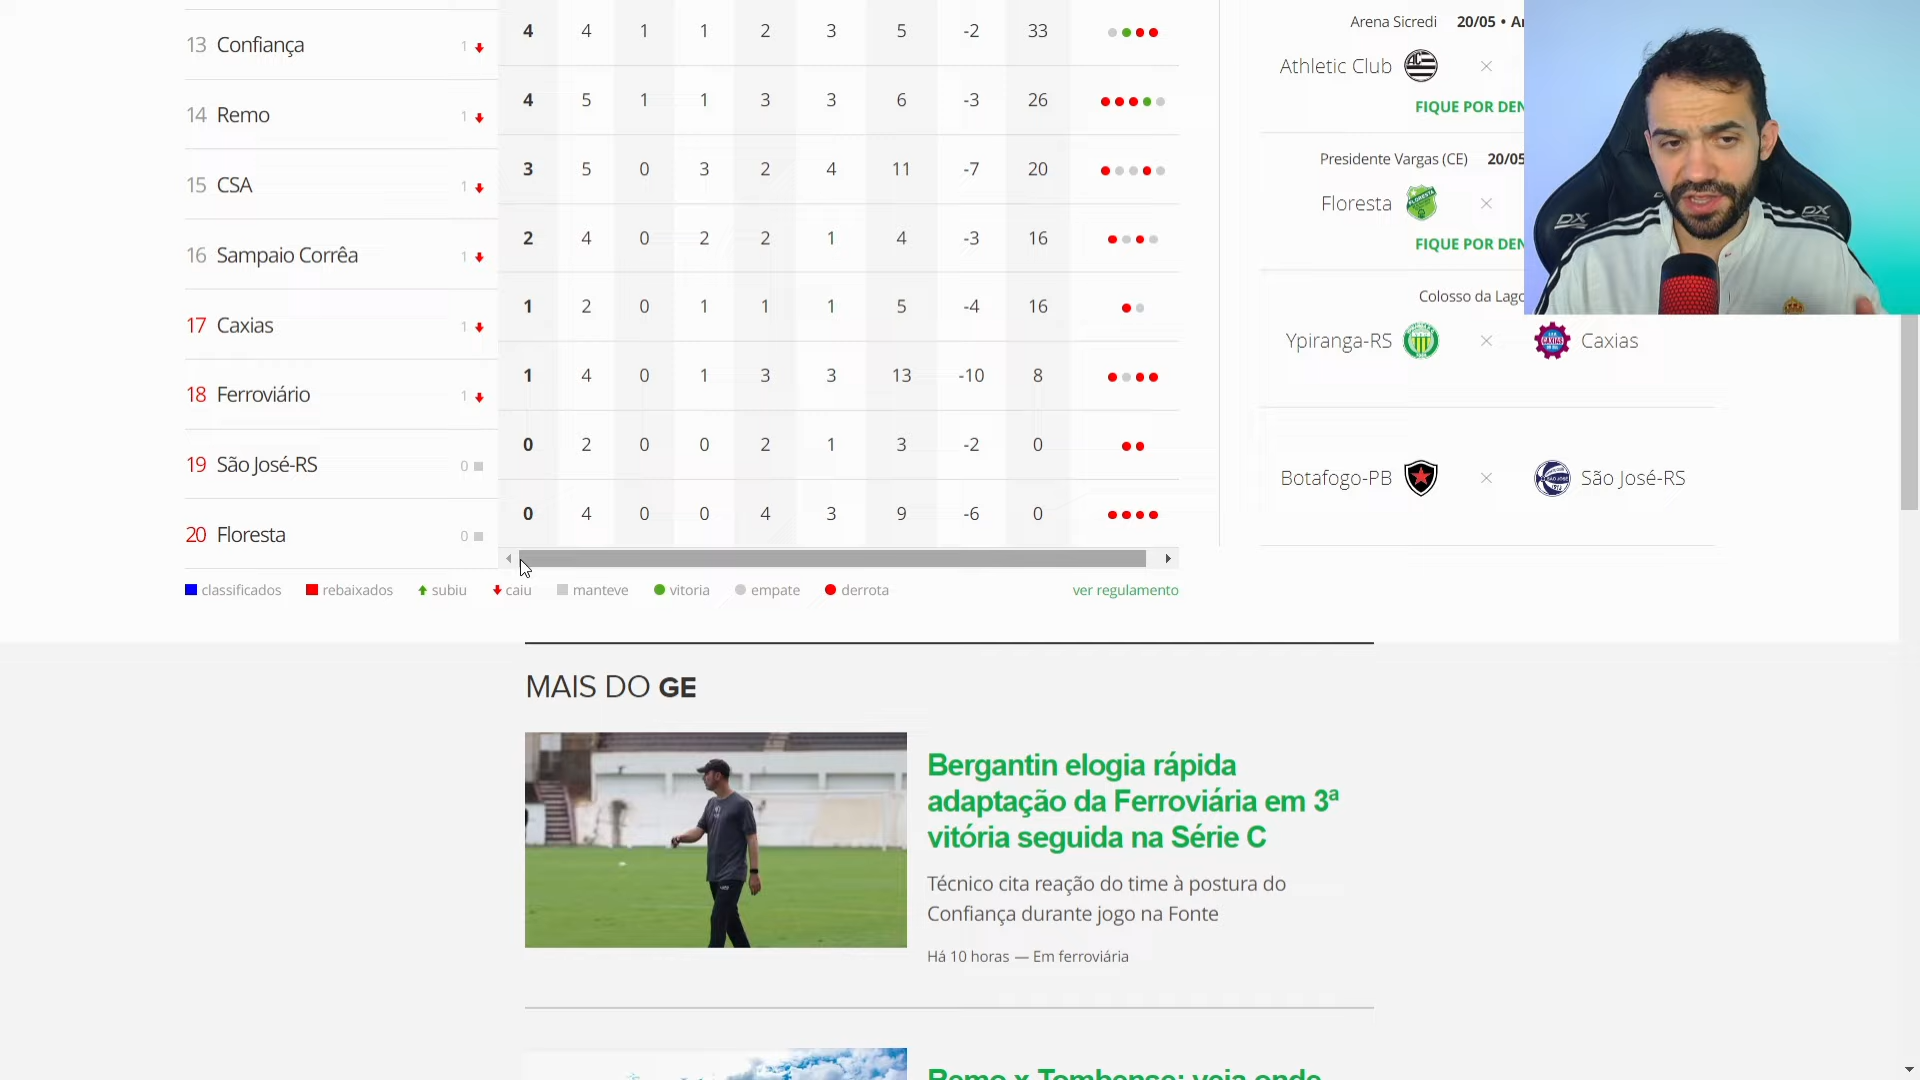 13 Confiança 1 4 4 1 1 2 3 5 -2 33
14 Remo 1 4 5 1 1 3 3 6 -3 26
15 CSA 1 3 5 0 3 2 4 11 -7 20
16 Sampaio Corrêa 1 2 4 0 2 2 1 4 -3 16
17 Caxias 1 1 2 0 1 1 1 5 -4 16
18 Ferroviário 1 1 4 0 1 3 3 13 -10 8
19 São José-RS 0 0 2 0 0 2 1 3 -2 0
20 Floresta 0 0 4 0 0 4 3 9 -6 0
classificados rebaixados subiu caiu manteve vitoria empate derrota ver regulamento
Arena Sicredi 20/05 •
Athletic Club ×
FIQUE POR DEN
Presidente Vargas (CE) 20/05
Floresta ×
FIQUE POR DEN
Colosso da Lago
Ypiranga-RS × Caxias
Botafogo-PB × São José-RS
DX DX
MAIS DO GE
Bergantin elogia rápida
adaptação da Ferroviária em 3ª
vitória seguida na Série C
Técnico cita reação do time à postura do
Confiança durante jogo na Fonte
Há 10 horas — Em ferroviária
Remo x Tombense: veja onde